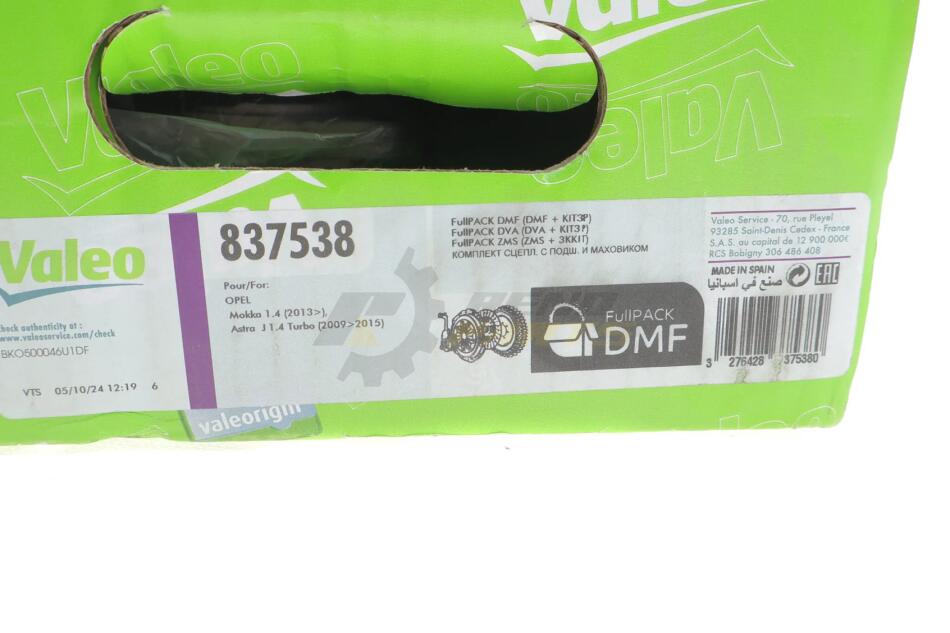 Valeo
Valeo
Valeo
Valeo
837538
Pour/For:
OPEL
Mokka 1.4 (2013>),
Astra J 1.4 Turbo (2009>2015)
check authenticity at :
www.valeoservice.com/check
BKO500046U1DF
VTS 05/10/24 12:19 6
FullPACK DMF (DMF + KIT3P)
FullPACK DVA (DVA + KIT3P)
FullPACK ZMS (ZMS + 3KKIT)
КОМПЛЕКТ СЦЕПЛ. С ПОДШ. И МАХОВИКОМ
FullPACK
DMF
Valeo Service - 70, rue Pleyel
93285 Saint-Denis Cedex - France
S.A.S. au capital de 12 900 000€
RCS Bobigny 306 486 408
MADE IN SPAIN
صنع في اسبانيا
EAC
3 276428 375380
valeorigin
Valeo